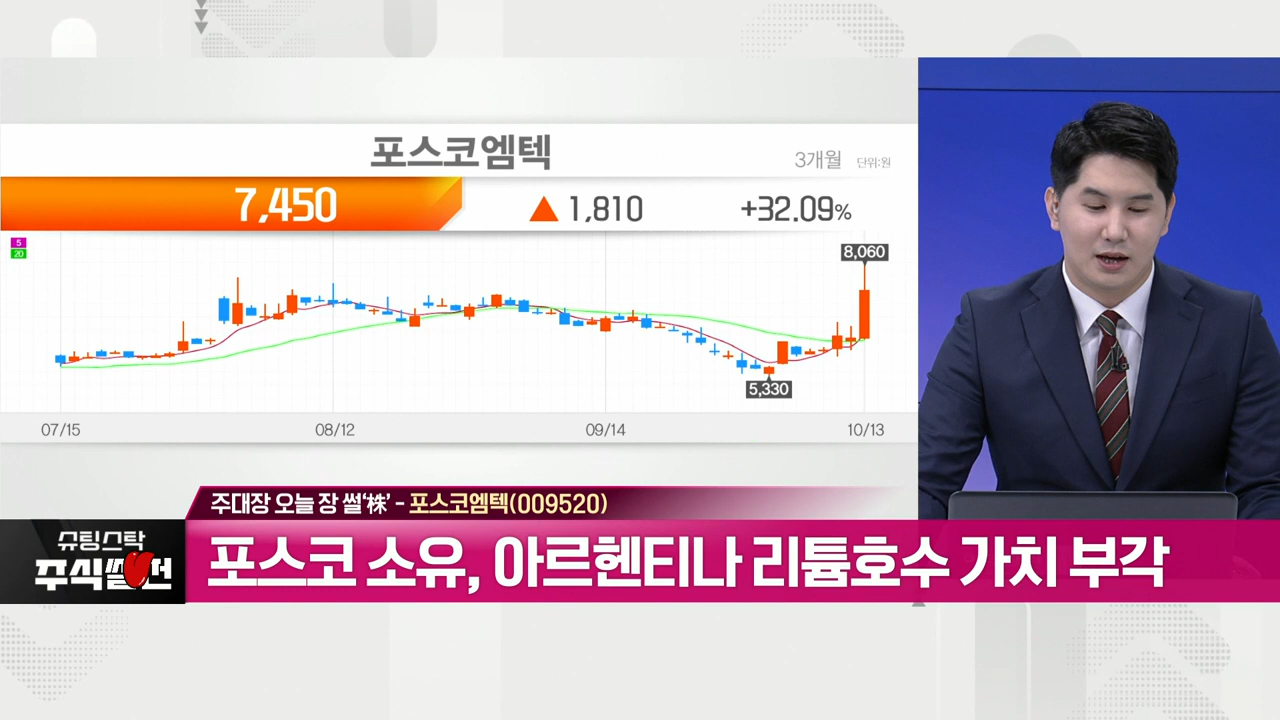 포스코엠텍
3개월 단위:원
7,450 ▲ 1,810 +32.09%
5
20
8,060
5,330
07/15 08/12 09/14 10/13
주대장 오늘 장 썰'株' - 포스코엠텍(009520)
슈팅스탁
주식썰전
포스코 소유, 아르헨티나 리튬호수 가치 부각